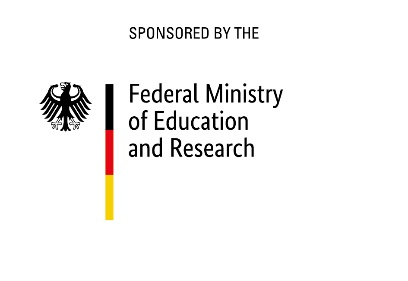 SPONSORED BY THE
Federal Ministry
of Education
and Research